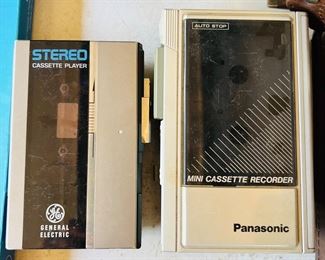 STEREO
CASSETTE PLAYER
GE
GENERAL
ELECTRIC
AUTO STOP
MINI CASSETTE RECORDER
Panasonic